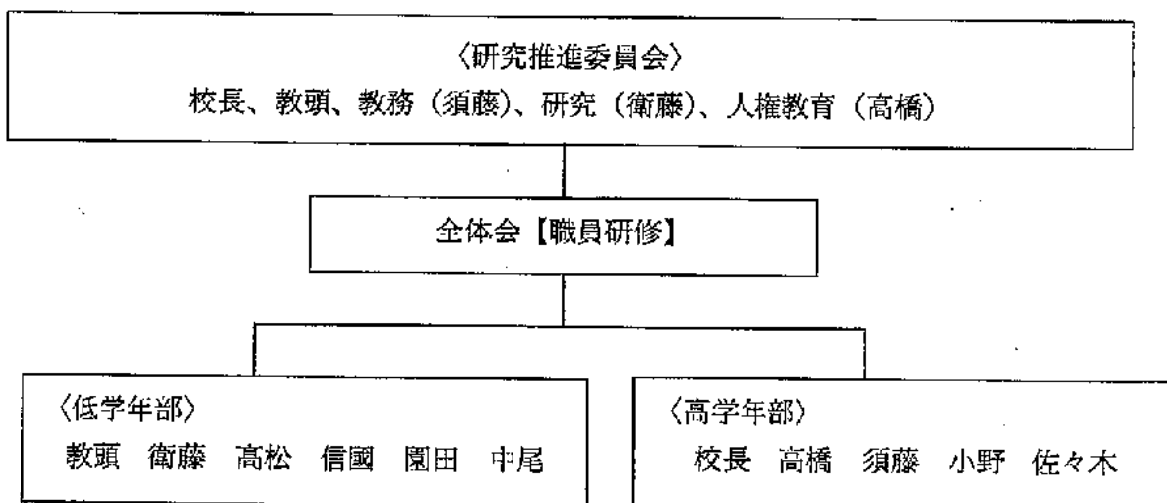 〈研究推進委員会〉
校長、教頭、教務（須藤）、研究（衛藤）、人権教育（高橋）
全体会【職員研修】
〈低学年部〉
教頭　衛藤　高松　信國　園田　中尾
〈高学年部〉
校長　高橋　須藤　小野　佐々木